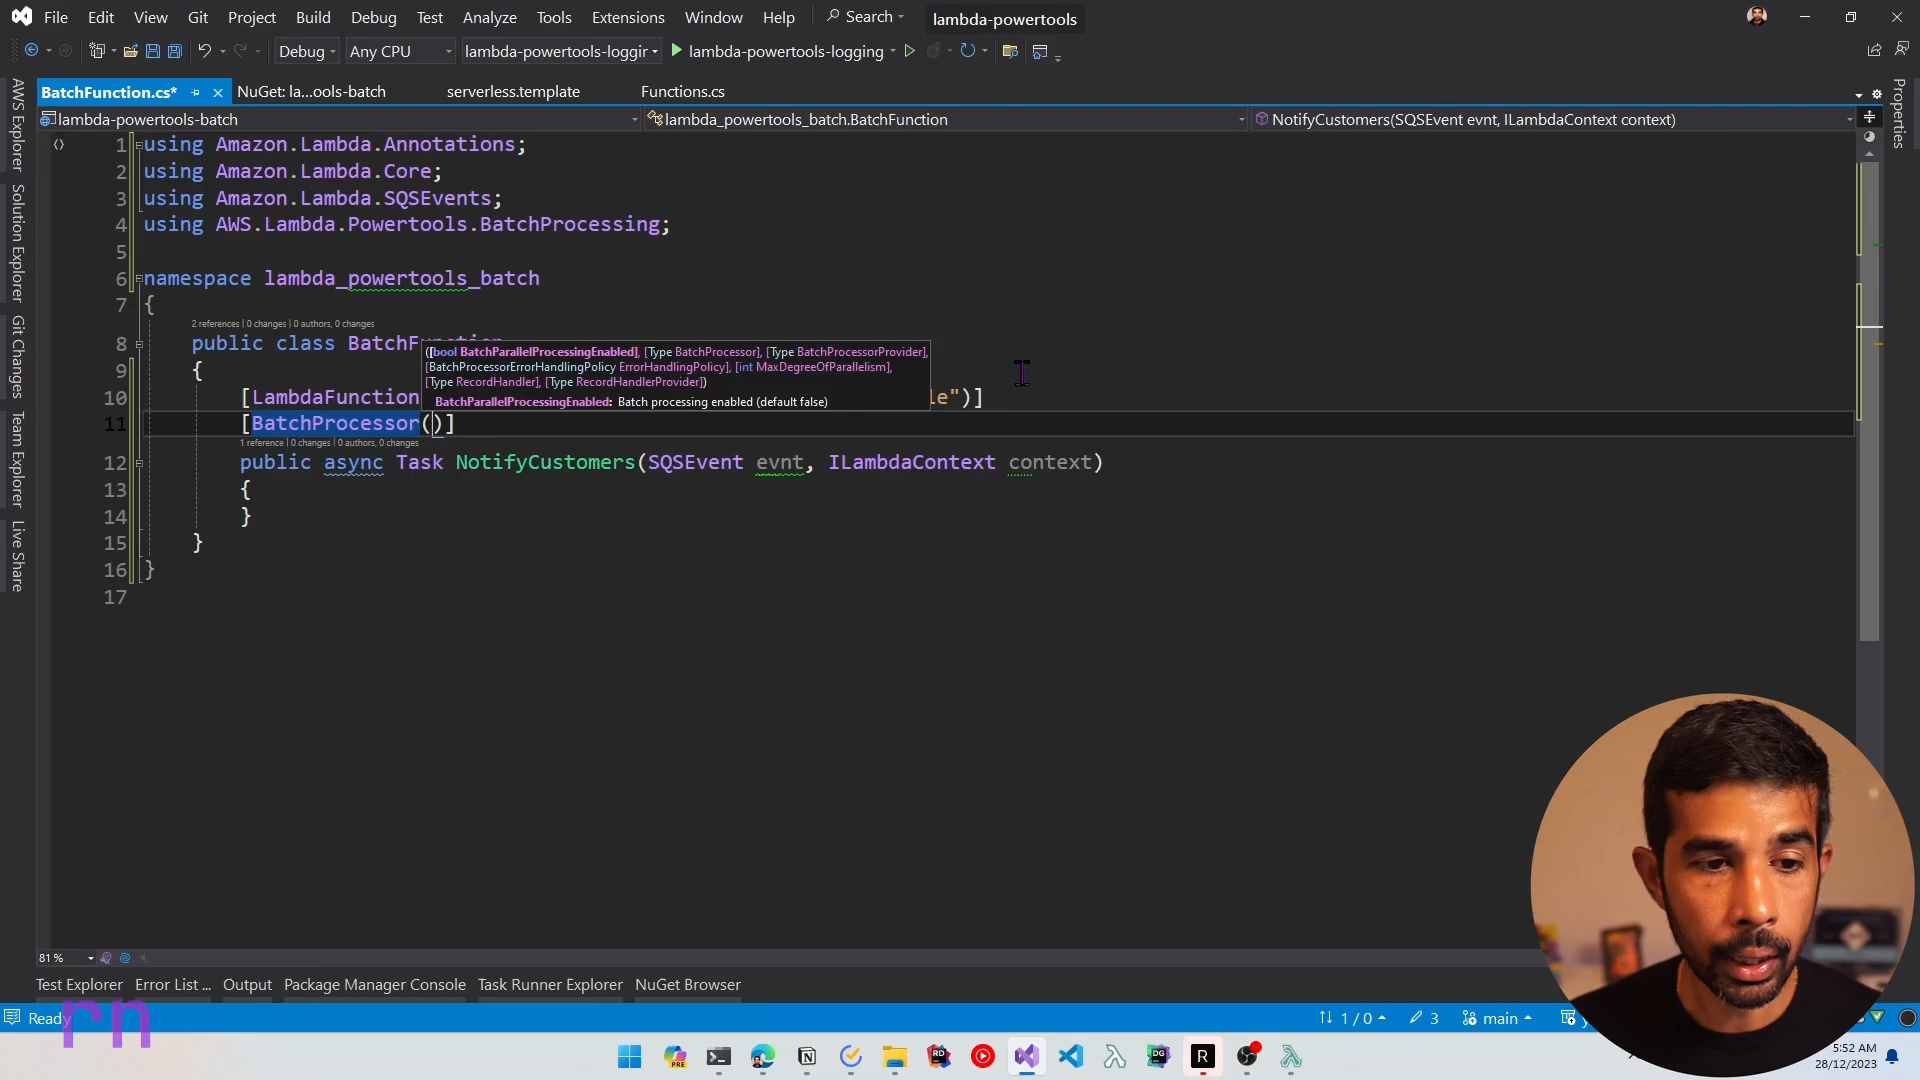 File Edit View Git Project Build Debug Test Analyze Tools Extensions Window Help Search lambda-powertools
Debug Any CPU lambda-powertools-loggir lambda-powertools-logging
BatchFunction.cs* NuGet: la...ools-batch serverless.template Functions.cs
lambda-powertools-batch lambda_powertools_batch.BatchFunction NotifyCustomers(SQSEvent evnt, ILambdaContext context)
AWS Explorer
Solution Explorer
Git Changes
Team Explorer
Live Share
Properties
1 using Amazon.Lambda.Annotations;
2 using Amazon.Lambda.Core;
3 using Amazon.Lambda.SQSEvents;
4 using AWS.Lambda.Powertools.BatchProcessing;
5
6 namespace lambda_powertools_batch
7 {
2 references | 0 changes | 0 authors, 0 changes
8 public class BatchFunction
([bool BatchParallelProcessingEnabled], [Type BatchProcessor], [Type BatchProcessorProvider],
[BatchProcessorErrorHandlingPolicy ErrorHandlingPolicy], [int MaxDegreeOfParallelism],
[Type RecordHandler], [Type RecordHandlerProvider])
BatchParallelProcessingEnabled: Batch processing enabled (default false)
9 {
10 [LambdaFunction le")]
11 [BatchProcessor()]
1 reference | 0 changes | 0 authors, 0 changes
12 public async Task NotifyCustomers(SQSEvent evnt, ILambdaContext context)
13 {
14 }
15 }
16 }
17
81 %
Test Explorer Error List ... Output Package Manager Console Task Runner Explorer NuGet Browser
Ready 1 / 0 3 main
rn
PRE RD DG R
5:52 AM
28/12/2023